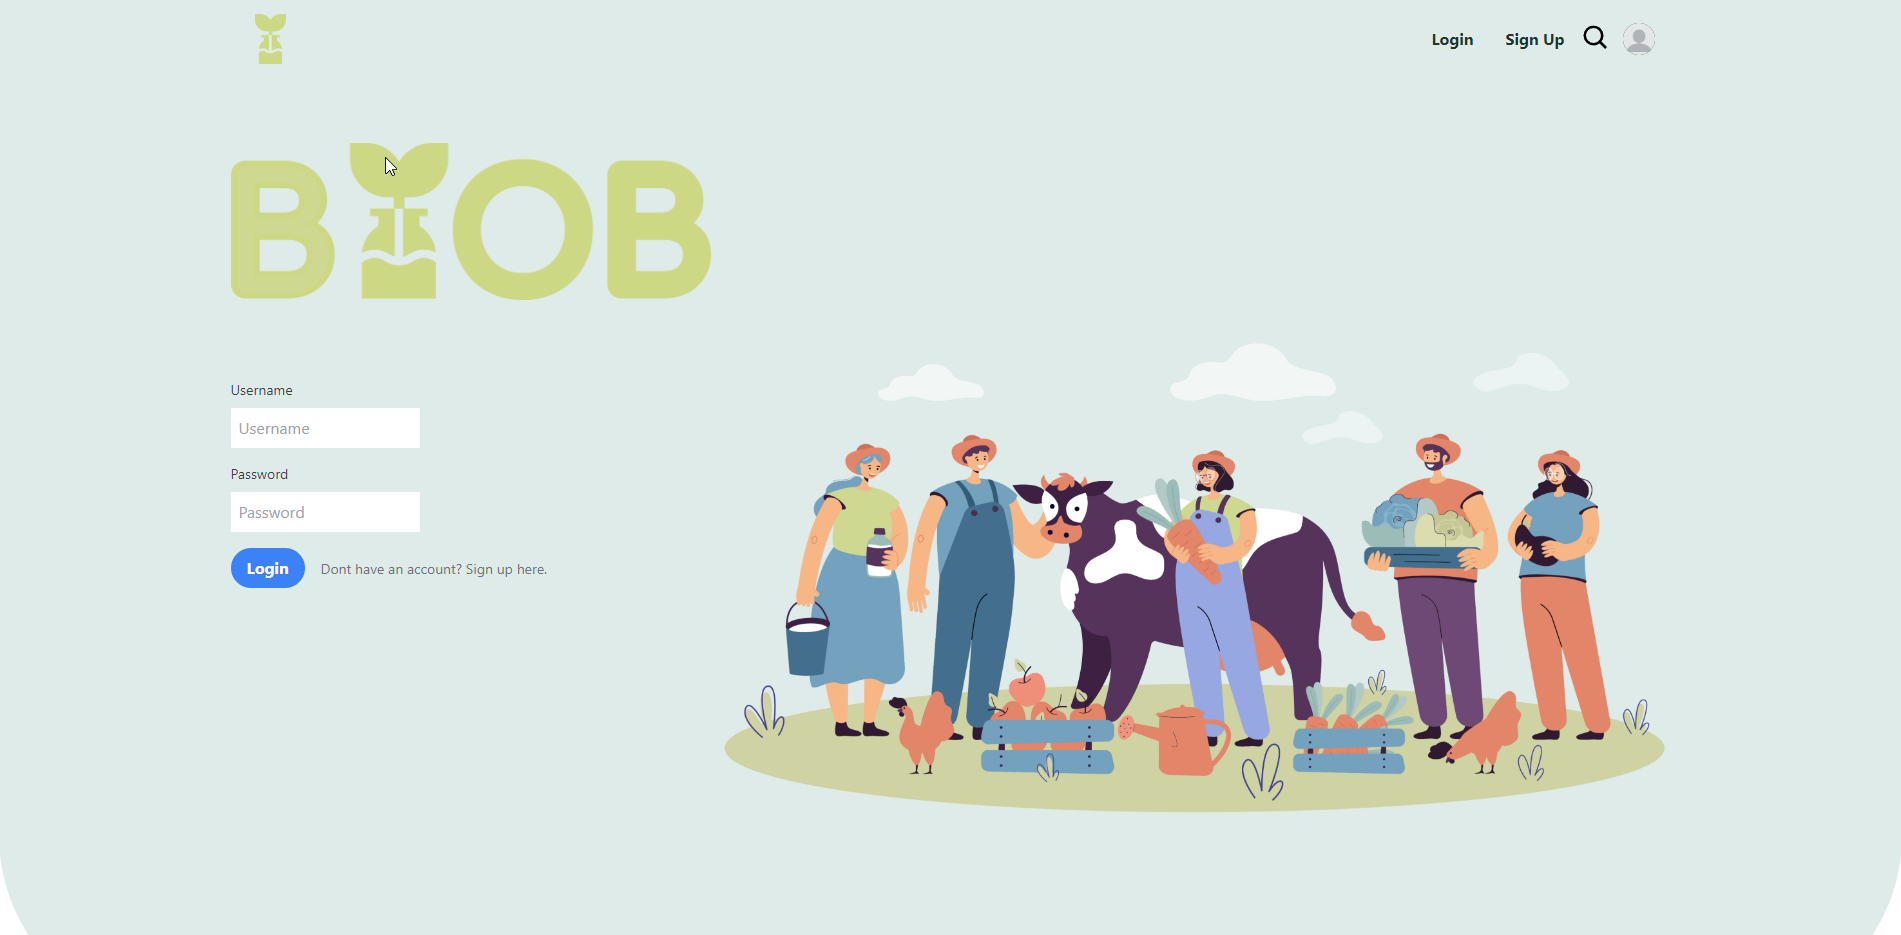 Login
Sign Up
BIOB
Username
Username
Password
Password
Login
Dont have an account? Sign up here.